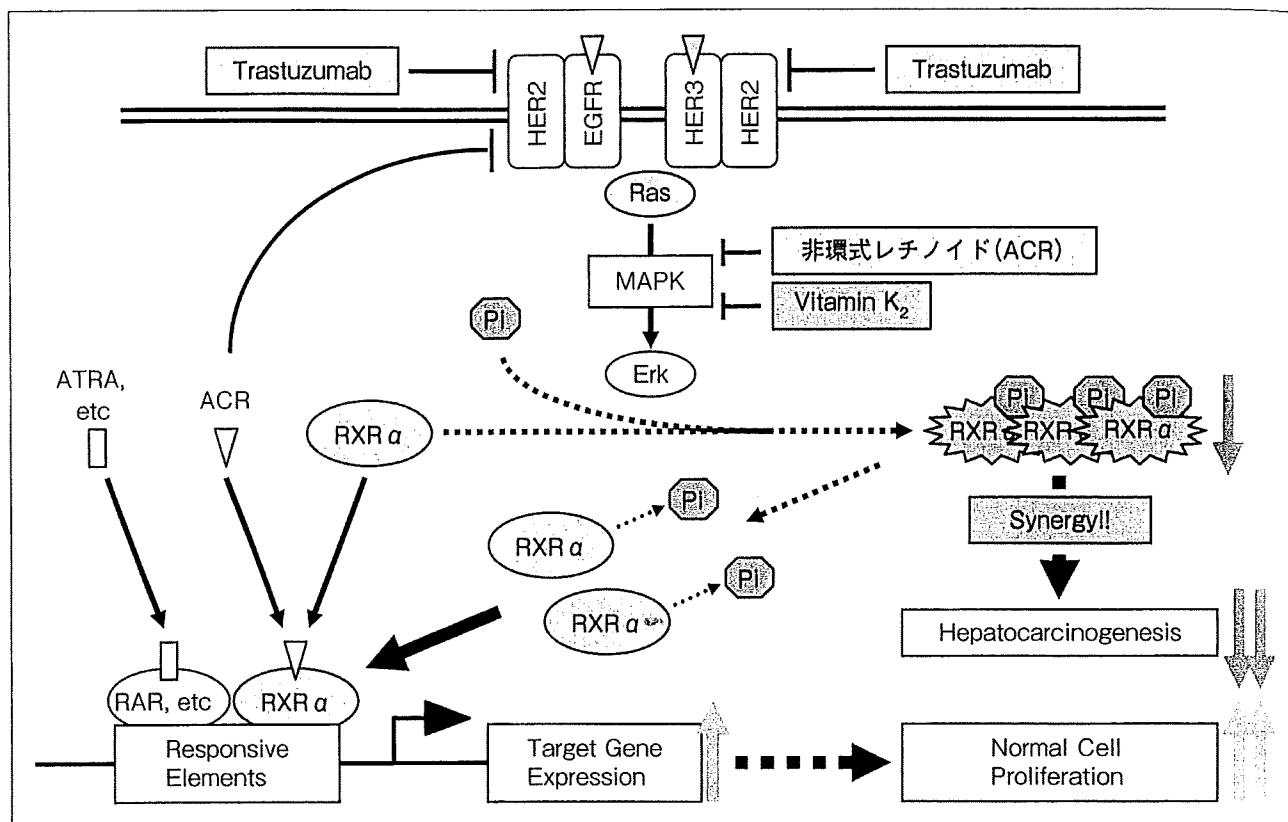 Trastuzumab
HER2
EGFR
HER3
HER2
Trastuzumab
Ras
非環式レチノイド(ACR)
MAPK
Vitamin K₂
Pi
Erk
ATRA,
etc
ACR
RXR α
Pi
Pi
Pi
RXR α
RXR
RXR α
Synergy!!
RXR α
Pi
RXR α
Pi
Hepatocarcinogenesis
RAR, etc
RXR α
Responsive
Elements
Target Gene
Expression
Normal Cell
Proliferation